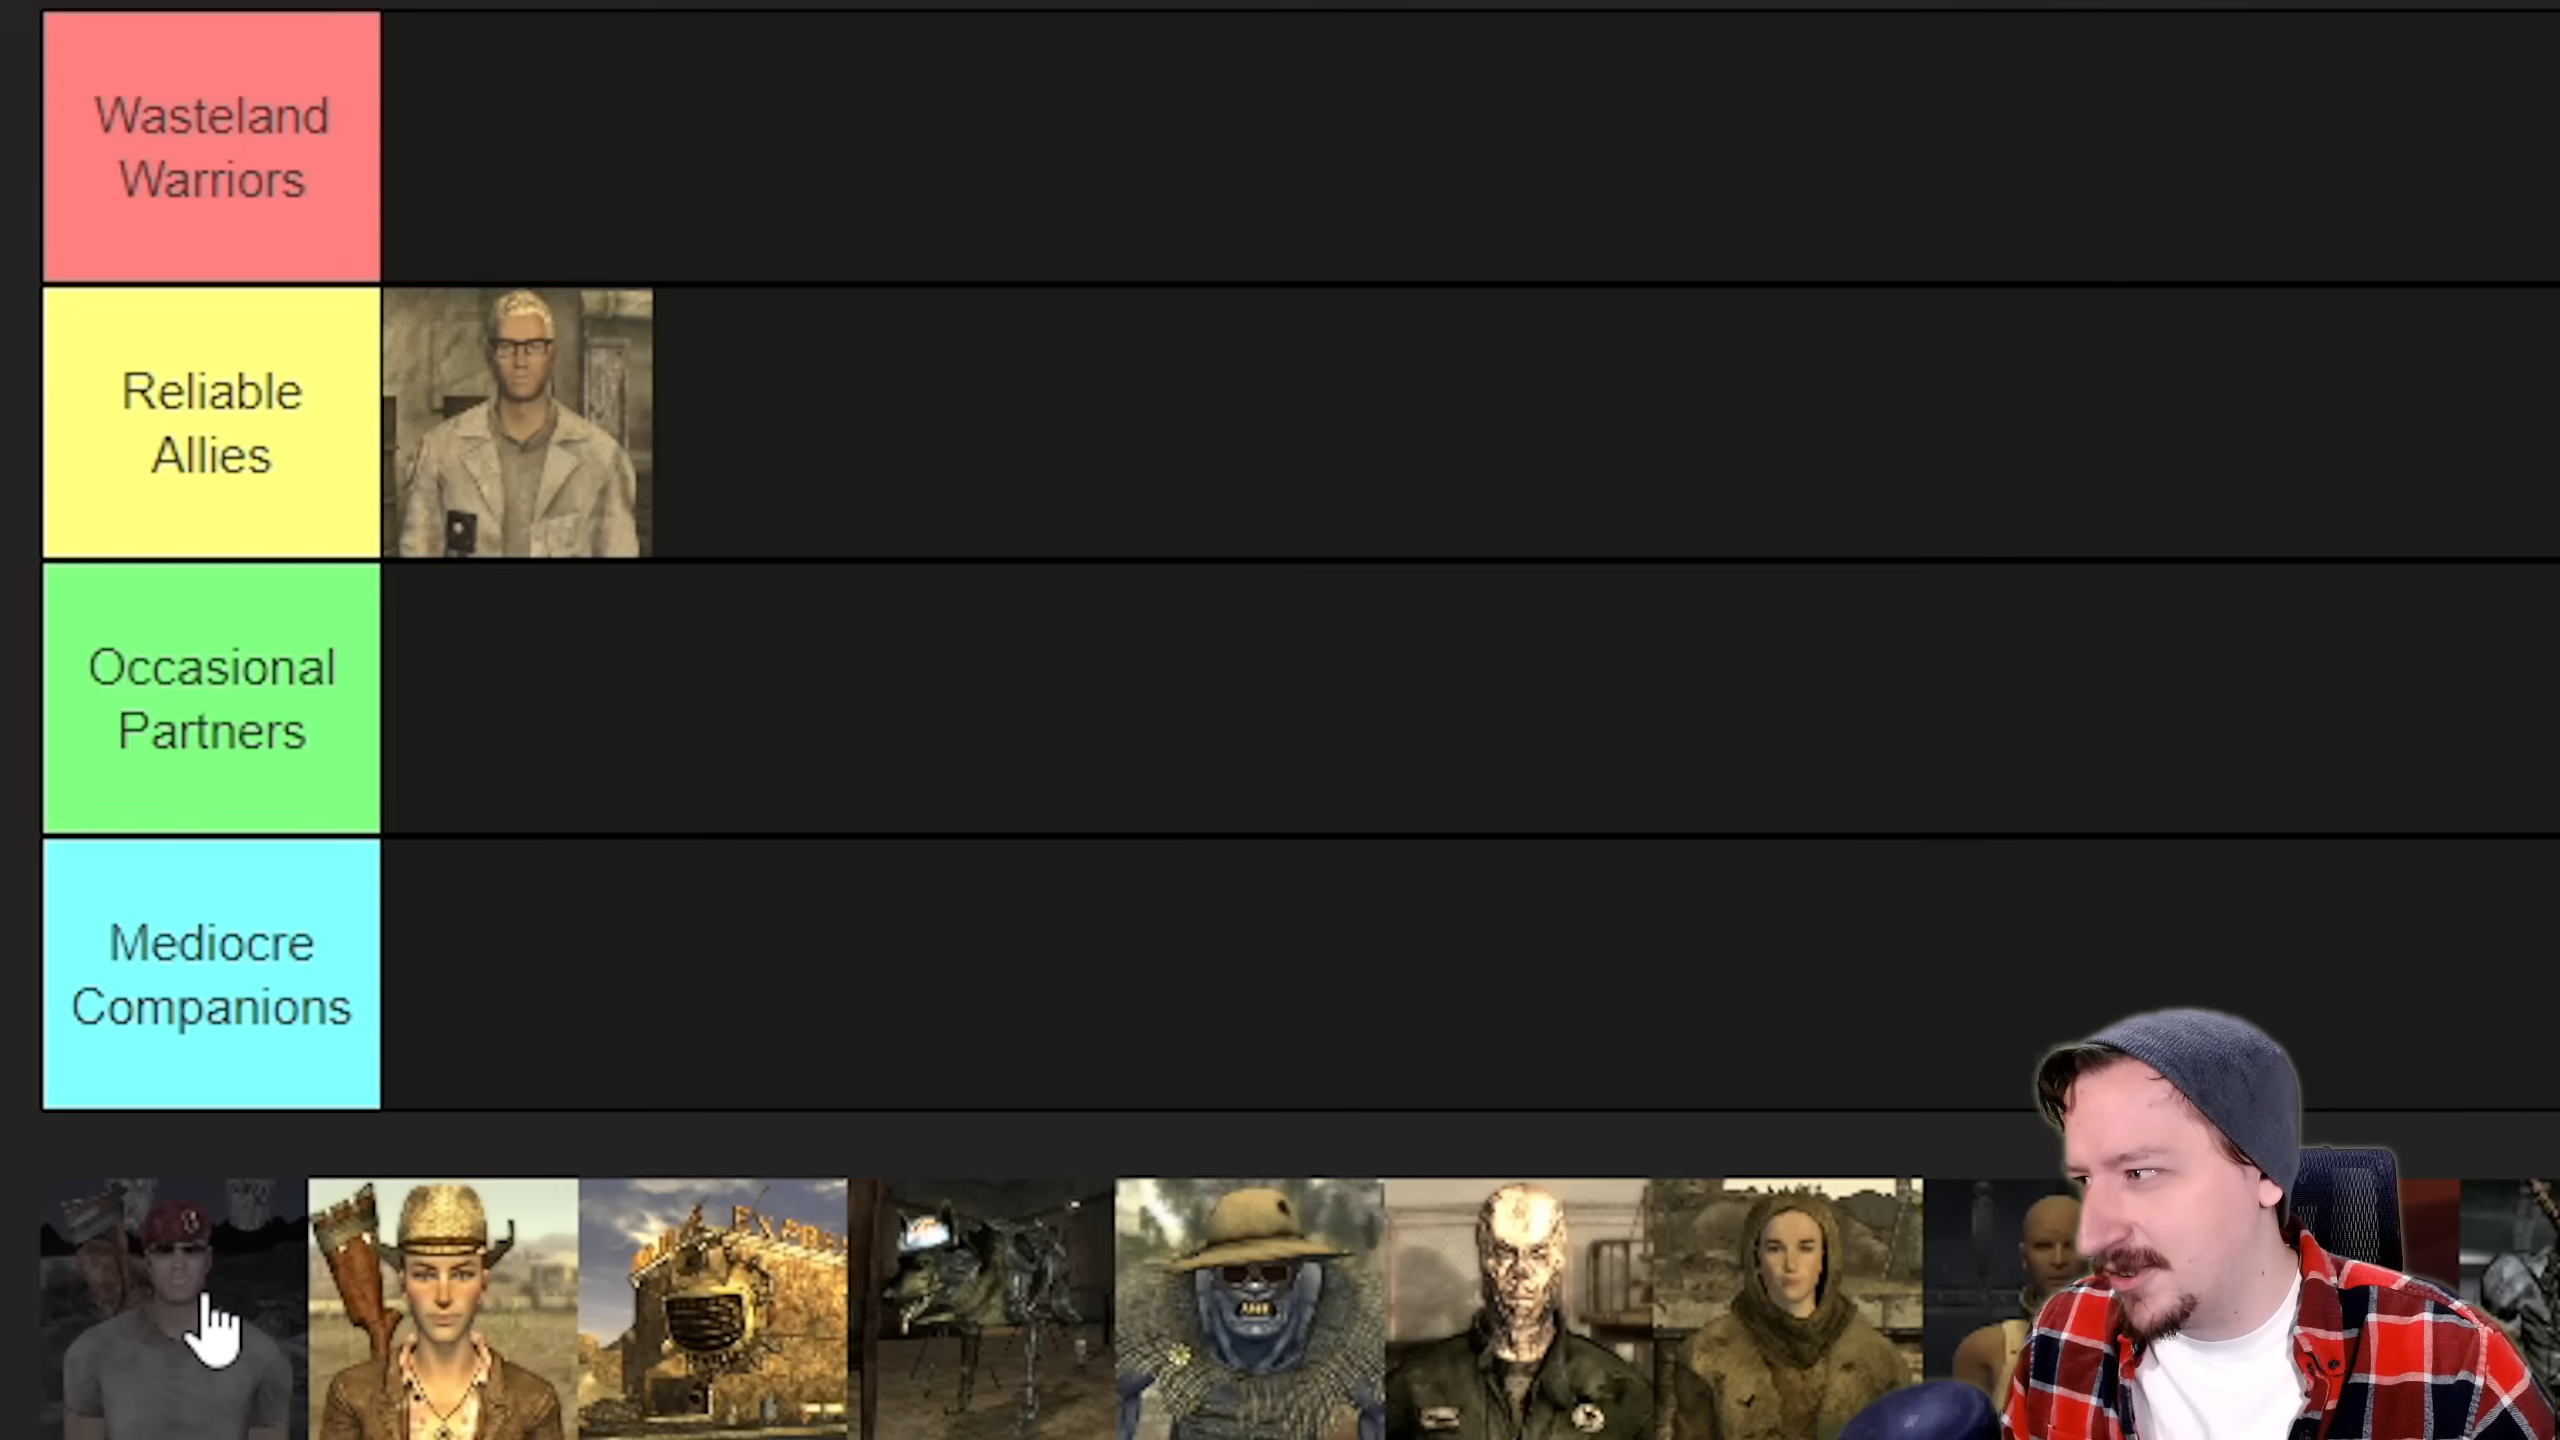 Wasteland
Warriors
Reliable
Allies
Occasional
Partners
Mediocre
Companions